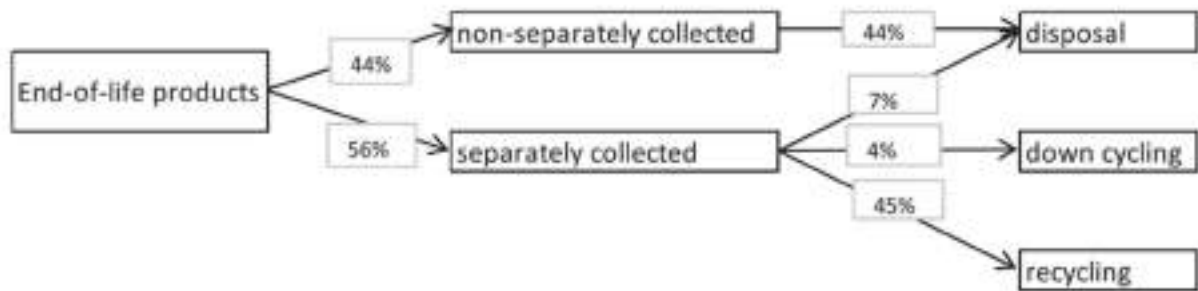 End-of-life products
44%
56%
non-separately collected
separately collected
44%
7%
4%
45%
disposal
down cycling
recycling